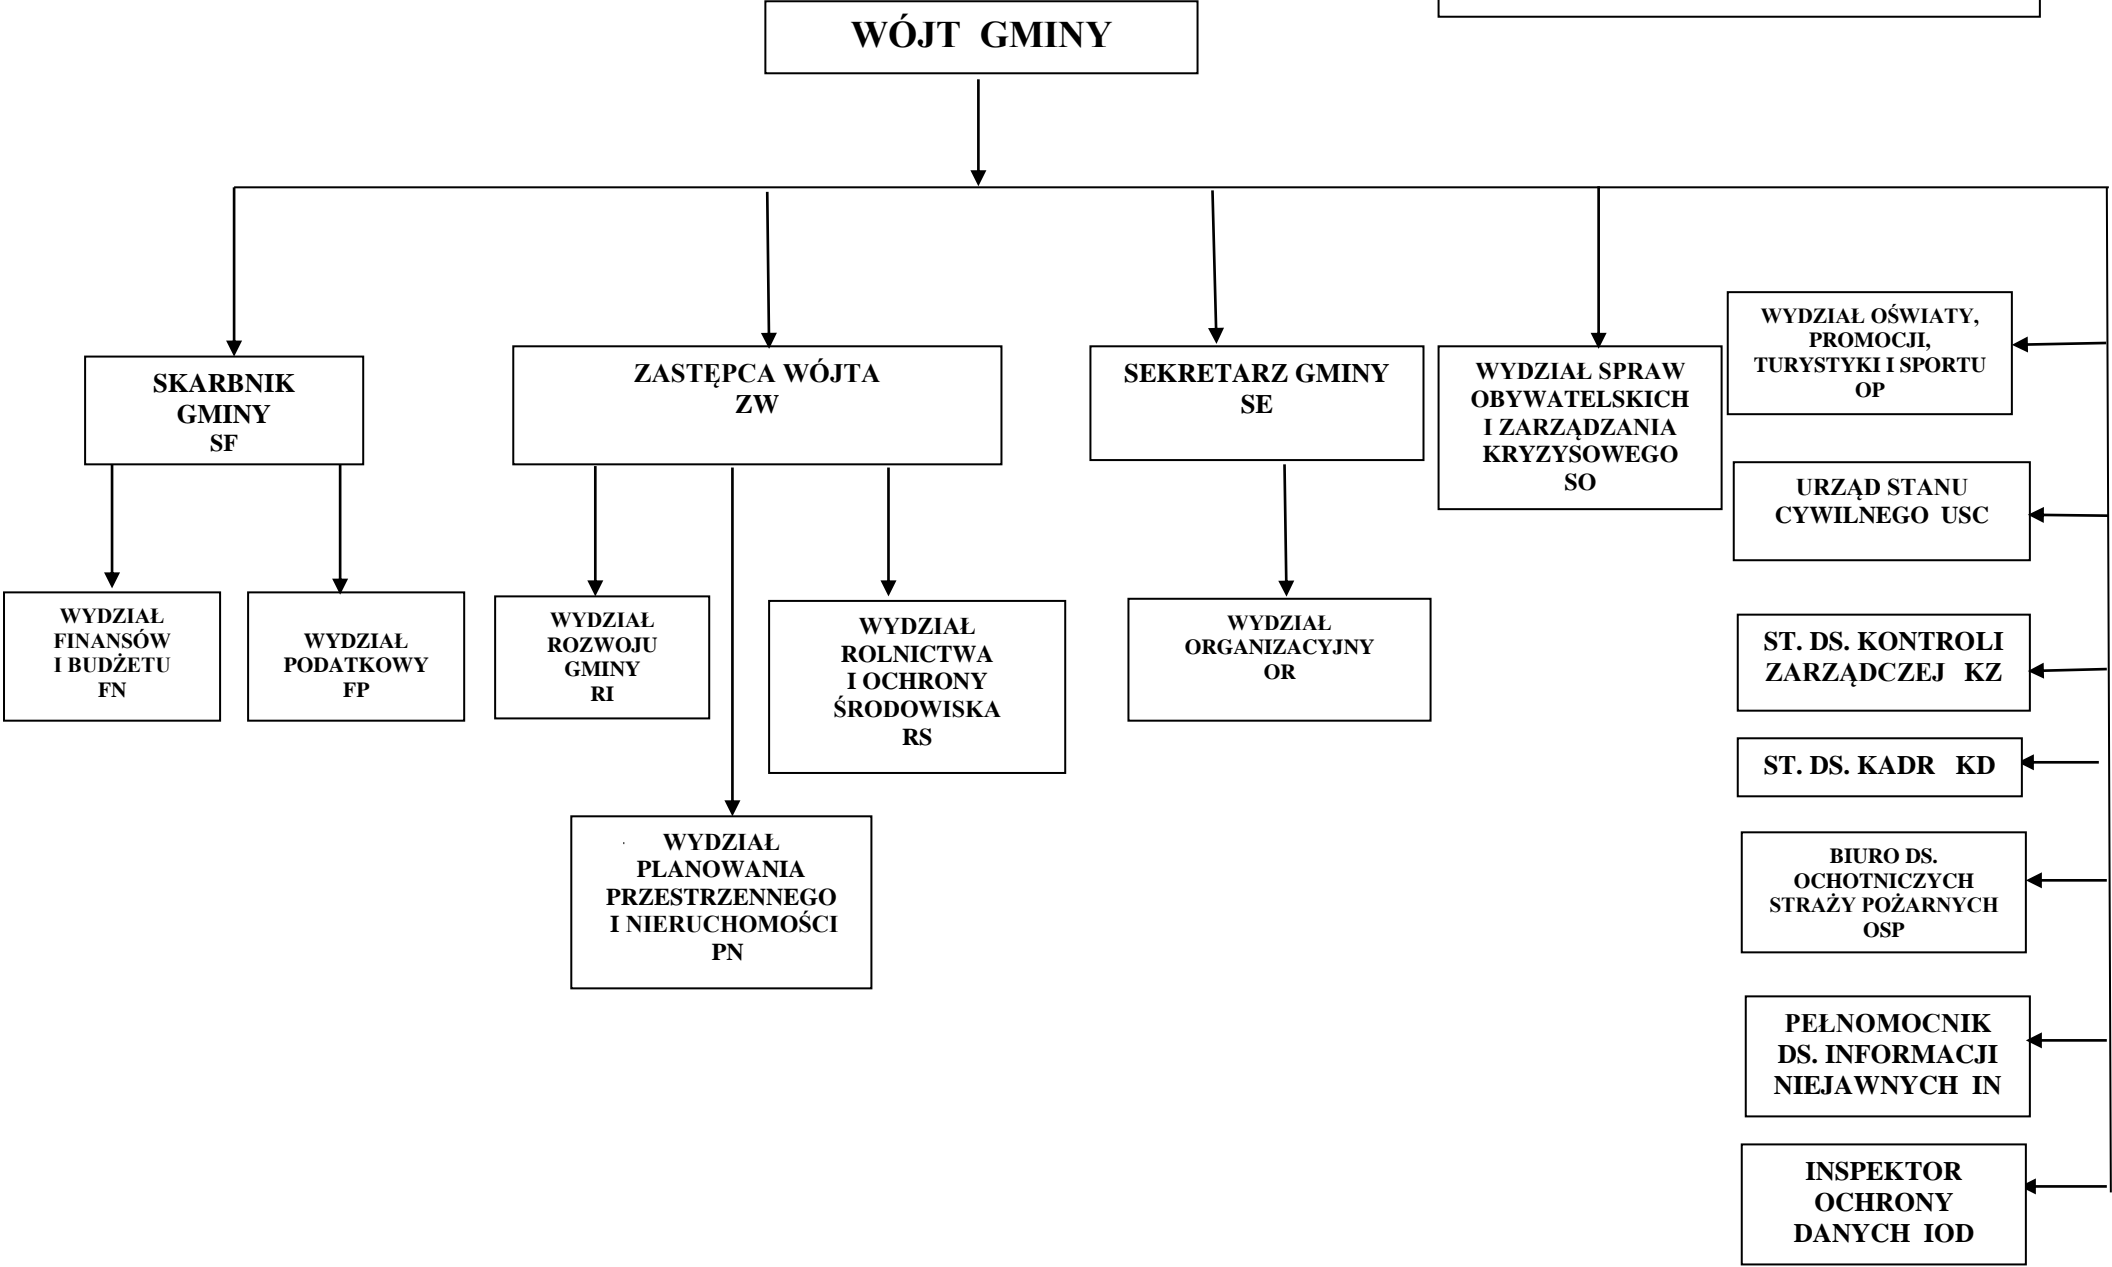 WÓJT GMINY
SKARBNIK
GMINY
SF
ZASTĘPCA WÓJTA
ZW
SEKRETARZ GMINY
SE
WYDZIAŁ SPRAW
OBYWATELSKICH
I ZARZĄDZANIA
KRYZYSOWEGO
SO
WYDZIAŁ OŚWIATY,
PROMOCJI,
TURYSTYKI I SPORTU
OP
URZĄD STANU
CYWILNEGO USC
WYDZIAŁ
FINANSÓW
I BUDŻETU
FN
WYDZIAŁ
PODATKOWY
FP
WYDZIAŁ
ROZWOJU
GMINY
RI
WYDZIAŁ
ROLNICTWA
I OCHRONY
ŚRODOWISKA
RS
WYDZIAŁ
ORGANIZACYJNY
OR
ST. DS. KONTROLI
ZARZĄDCZEJ KZ
ST. DS. KADR KD
WYDZIAŁ
PLANOWANIA
PRZESTRZENNEGO
I NIERUCHOMOŚCI
PN
BIURO DS.
OCHOTNICZYCH
STRAŻY POŻARNYCH
OSP
PEŁNOMOCNIK
DS. INFORMACJI
NIEJAWNYCH IN
INSPEKTOR
OCHRONY
DANYCH IOD